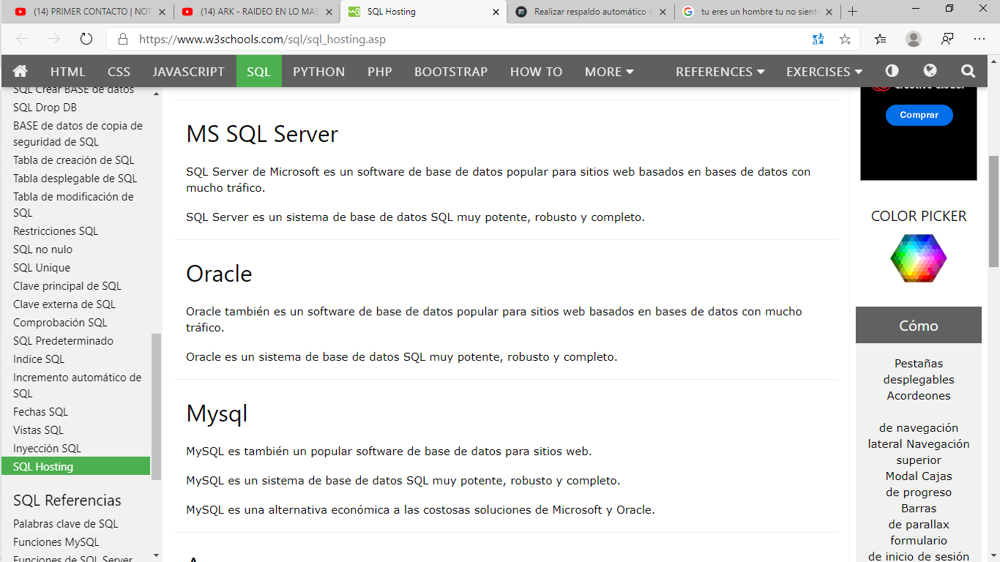 (14) PRIMER CONTACTO | NOT
(14) ARK - RAIDEO EN LO MAS
SQL Hosting
Realizar respaldo automático
tu eres un hombre tu no sient
https://www.w3schools.com/sql/sql_hosting.asp
HTML CSS JAVASCRIPT SQL PYTHON PHP BOOTSTRAP HOW TO MORE REFERENCES EXERCISES
SQL Crear BASE de datos
SQL Drop DB
BASE de datos de copia de
seguridad de SQL
Tabla de creación de SQL
Tabla desplegable de SQL
Tabla de modificación de
SQL
Restricciones SQL
SQL no nulo
SQL Unique
Clave principal de SQL
Clave externa de SQL
Comprobación SQL
SQL Predeterminado
Indice SQL
Incremento automático de
SQL
Fechas SQL
Vistas SQL
Inyección SQL
SQL Hosting
SQL Referencias
Palabras clave de SQL
Funciones MySQL
Funciones de SQL Server
MS SQL Server
SQL Server de Microsoft es un software de base de datos popular para sitios web basados en bases de datos con
mucho tráfico.
SQL Server es un sistema de base de datos SQL muy potente, robusto y completo.
Oracle
Oracle también es un software de base de datos popular para sitios web basados en bases de datos con mucho
tráfico.
Oracle es un sistema de base de datos SQL muy potente, robusto y completo.
Mysql
MySQL es también un popular software de base de datos para sitios web.
MySQL es un sistema de base de datos SQL muy potente, robusto y completo.
MySQL es una alternativa económica a las costosas soluciones de Microsoft y Oracle.
Creative Cloud.
Comprar
COLOR PICKER
Cómo
Pestañas
desplegables
Acordeones
de navegación
lateral Navegación
superior
Modal Cajas
de progreso
Barras
de parallax
formulario
de inicio de sesión